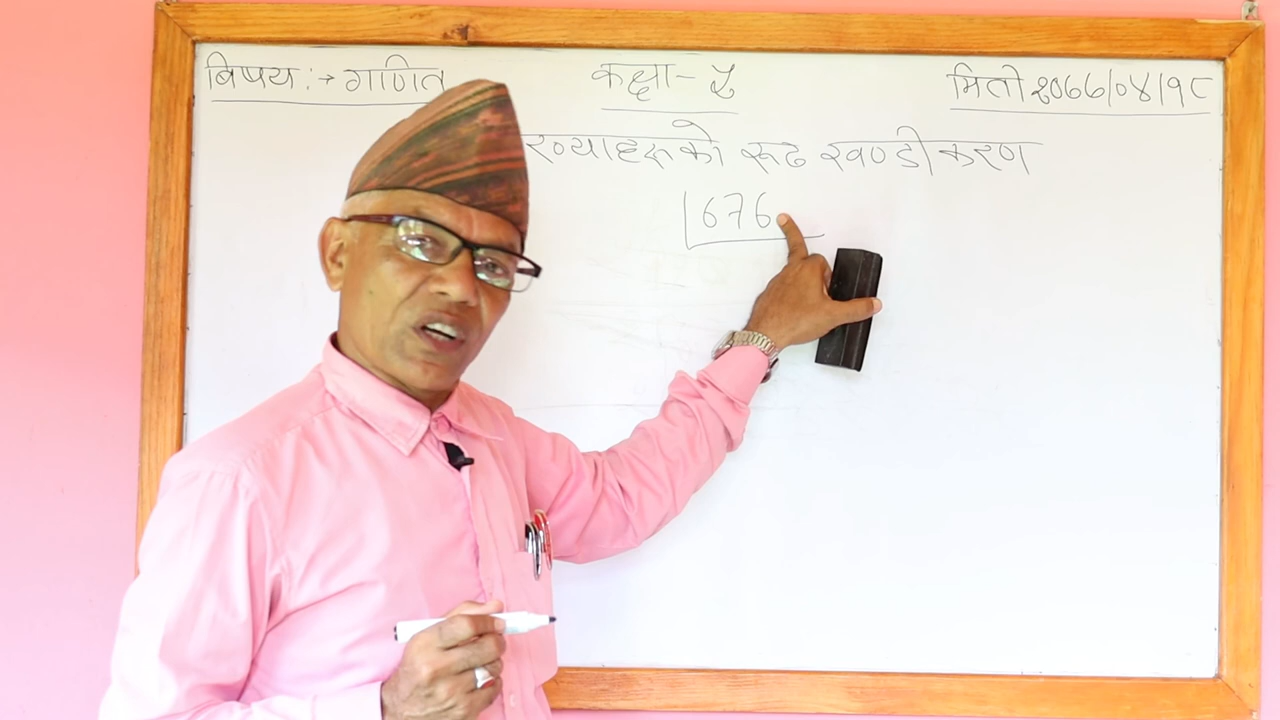 बिषय :→ गणित कक्षा- ५ मिती २०७७/०४/१८
ख्याहरुको रूढ खण्डीकरण
676